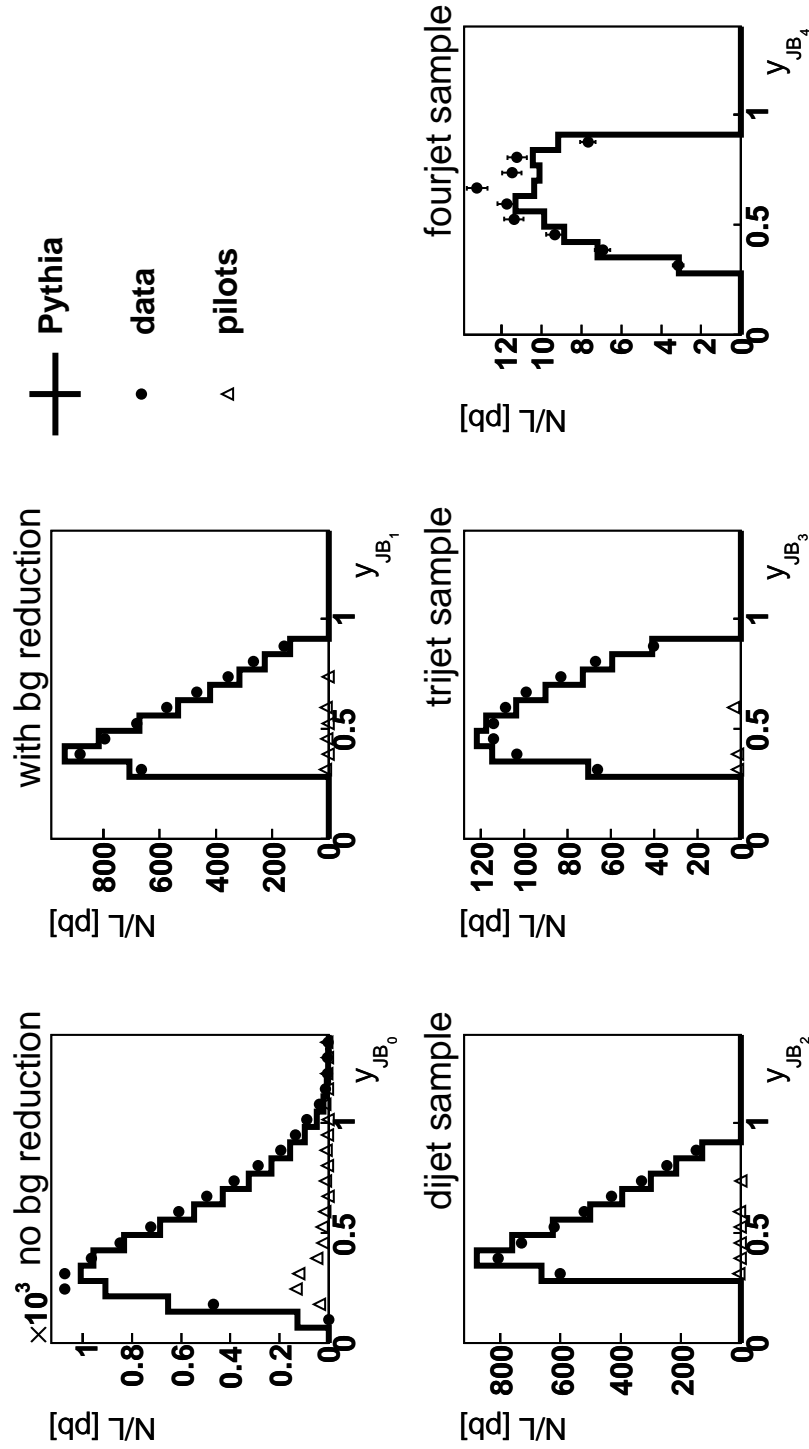 ×10³ no bg reduction
N/L [pb]
1
0.8
0.6
0.4
0.2
0
0 0.5 1
y_JB₀
with bg reduction
N/L [pb]
800
600
400
200
0
0 0.5 1
y_JB₁
Pythia
data
pilots
dijet sample
N/L [pb]
800
600
400
200
0
0 0.5 1
y_JB₂
trijet sample
N/L [pb]
120
100
80
60
40
20
0
0 0.5 1
y_JB₃
fourjet sample
N/L [pb]
12
10
8
6
4
2
0
0 0.5 1
y_JB₄